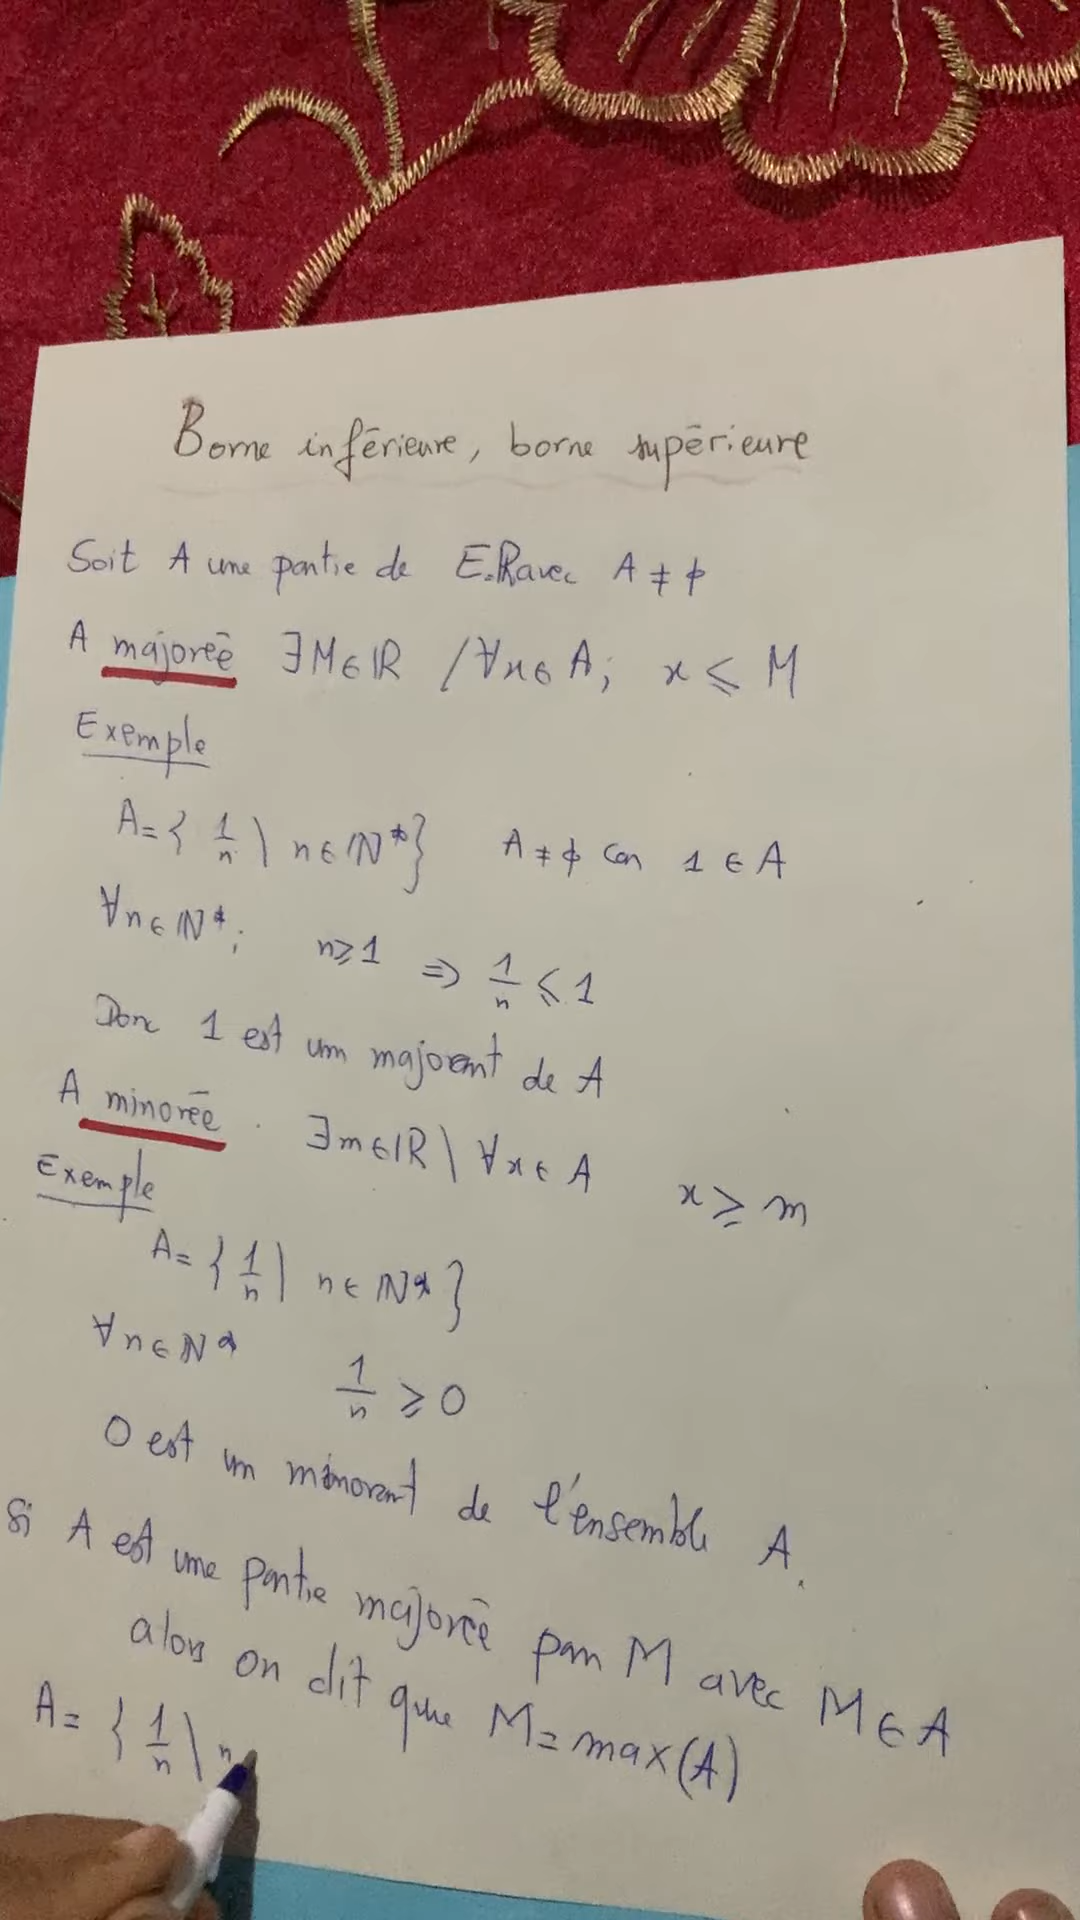 Borne inférieure, borne supérieure
Soit A une partie de E=ℝ avec A ≠ ϕ
A majoreé ∃M∈ℝ /∀x∈A; x ⩽ M
Exemple
A={ 1/n \ n∈ℕ*} A ≠ ϕ car 1 ∈ A
∀n∈ℕ*; n⩾1 ⇒ 1/n ⩽ 1
Donc 1 est un majorant de A
A minorée . ∃m∈ℝ \ ∀x∈A x ⩾ m
Exemple
A={1/n \ n∈ℕ*}
∀n∈ℕ* 1/n ⩾ 0
0 est un minorant de l'ensemble A.
Si A est une partie majorée par M avec M∈A
alors on dit que M=max(A)
A= {1/n \ n